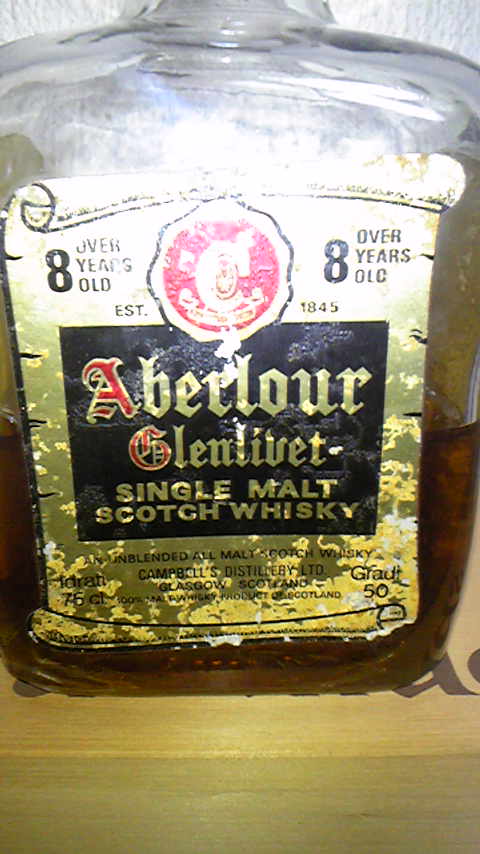 8 OVER
YEARS
OLD
8 OVER
YEARS
OLD
EST. 1845
Aberlour
Glenlivet-
SINGLE MALT
SCOTCH WHISKY
AN UNBLENDED ALL MALT SCOTCH WHISKY
CAMPBELL'S DISTILLERY LTD.
GLASGOW SCOTLAND
100% MALT WHISKY PRODUCT OF SCOTLAND
Idrati
75 cl.
Gradi
50